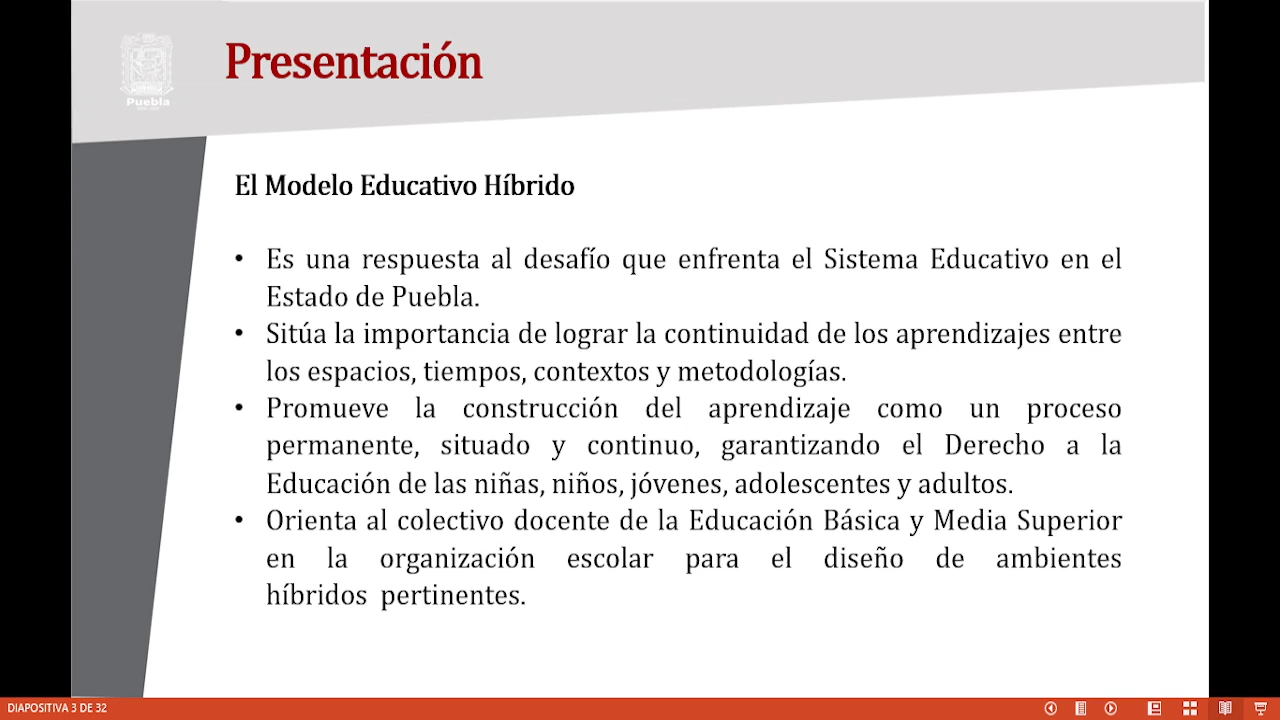 Puebla
Presentación
El Modelo Educativo Híbrido
• Es una respuesta al desafío que enfrenta el Sistema Educativo en el
Estado de Puebla.
• Sitúa la importancia de lograr la continuidad de los aprendizajes entre
los espacios, tiempos, contextos y metodologías.
• Promueve la construcción del aprendizaje como un proceso
permanente, situado y continuo, garantizando el Derecho a la
Educación de las niñas, niños, jóvenes, adolescentes y adultos.
• Orienta al colectivo docente de la Educación Básica y Media Superior
en la organización escolar para el diseño de ambientes
híbridos pertinentes.
DIAPOSITIVA 3 DE 32